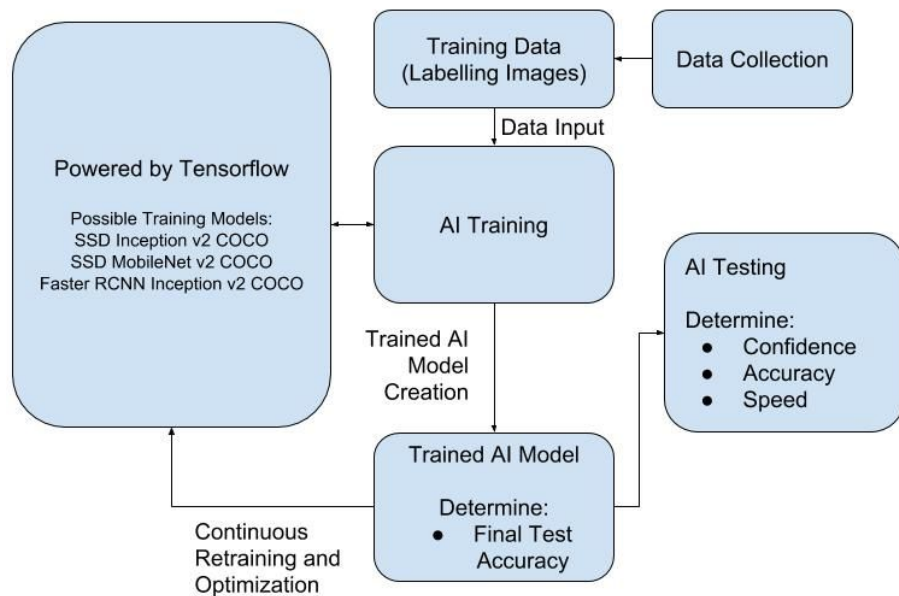 Training Data
(Labelling Images)
Data Collection
Data Input
Powered by Tensorflow
Possible Training Models:
SSD Inception v2 COCO
SSD MobileNet v2 COCO
Faster RCNN Inception v2 COCO
AI Training
AI Testing
Determine:
● Confidence
● Accuracy
● Speed
Trained AI
Model
Creation
Trained AI Model
Determine:
● Final Test
Accuracy
Continuous
Retraining and
Optimization